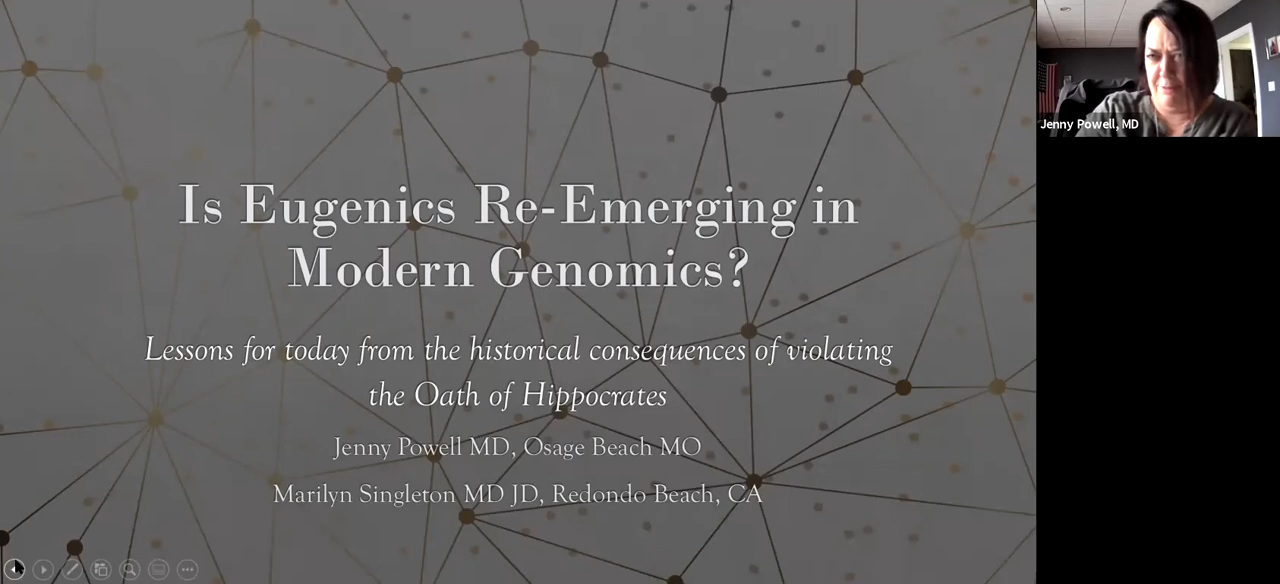 Is Eugenics Re-Emerging in
Modern Genomics?
Lessons for today from the historical consequences of violating
the Oath of Hippocrates
Jenny Powell MD, Osage Beach MO
Marilyn Singleton MD JD, Redondo Beach, CA
Jenny Powell, MD